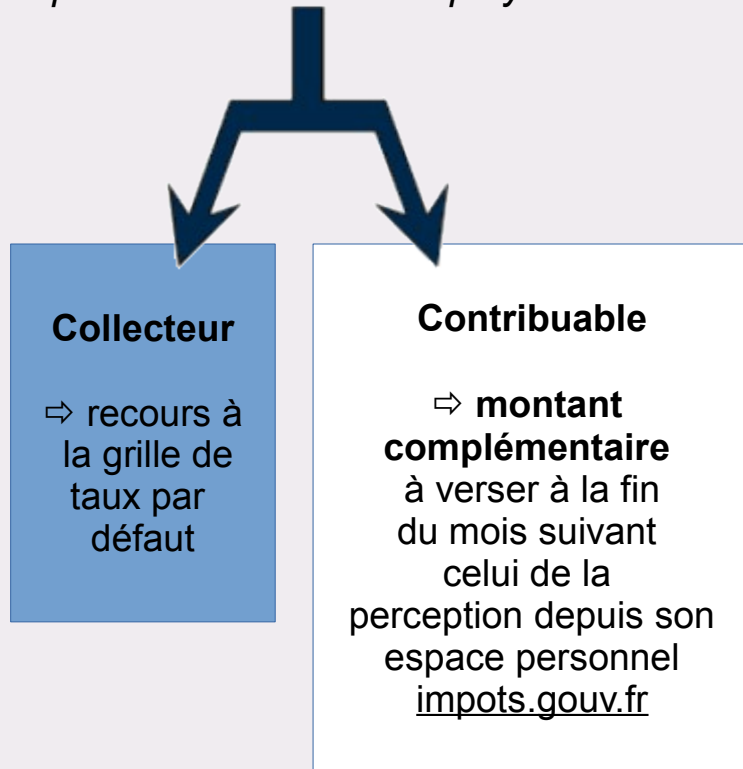 Collecteur
⇨ recours à
la grille de
taux par
défaut
Contribuable
⇨ montant
complémentaire
à verser à la fin
du mois suivant
celui de la
perception depuis son
espace personnel
impots.gouv.fr